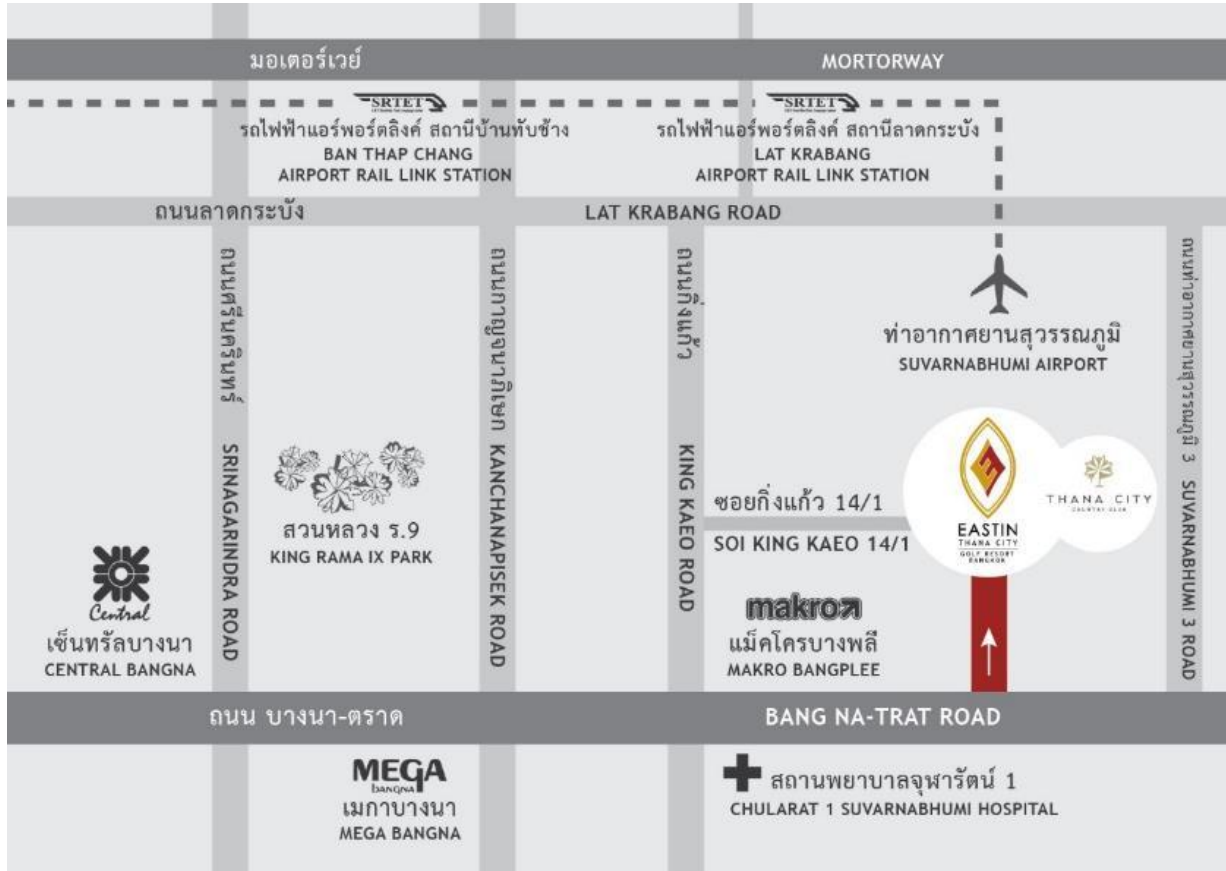 มอเตอร์เวย์
MORTORWAY
SRTET
SRTET
รถไฟฟ้าแอร์พอร์ตลิงค์ สถานีบ้านทับช้าง
BAN THAP CHANG
AIRPORT RAIL LINK STATION
รถไฟฟ้าแอร์พอร์ตลิงค์ สถานีลาดกระบัง
LAT KRABANG
AIRPORT RAIL LINK STATION
ถนนลาดกระบัง
LAT KRABANG ROAD
ถนนศรีนครินทร์
SRINAGARINDRA ROAD
ถนนกาญจนาภิเษก
KANCHANAPISEK ROAD
ถนนกิ่งแก้ว
KING KAEO ROAD
ถนนท่าอากาศยานสุวรรณภูมิ 3
SUVARNABHUMI 3 ROAD
ท่าอากาศยานสุวรรณภูมิ
SUVARNABHUMI AIRPORT
สวนหลวง ร.9
KING RAMA IX PARK
ซอยกิ่งแก้ว 14/1
SOI KING KAEO 14/1
EASTIN
THANA CITY
GOLF RESORT
BANGKOK
THANA CITY
COUNTRY CLUB
Central
เซ็นทรัลบางนา
CENTRAL BANGNA
makro
แม็คโครบางพลี
MAKRO BANGPLEE
ถนน บางนา-ตราด
BANG NA-TRAT ROAD
MEGA
BANGNA
เมกาบางนา
MEGA BANGNA
สถานพยาบาลจุฬารัตน์ 1
CHULARAT 1 SUVARNABHUMI HOSPITAL